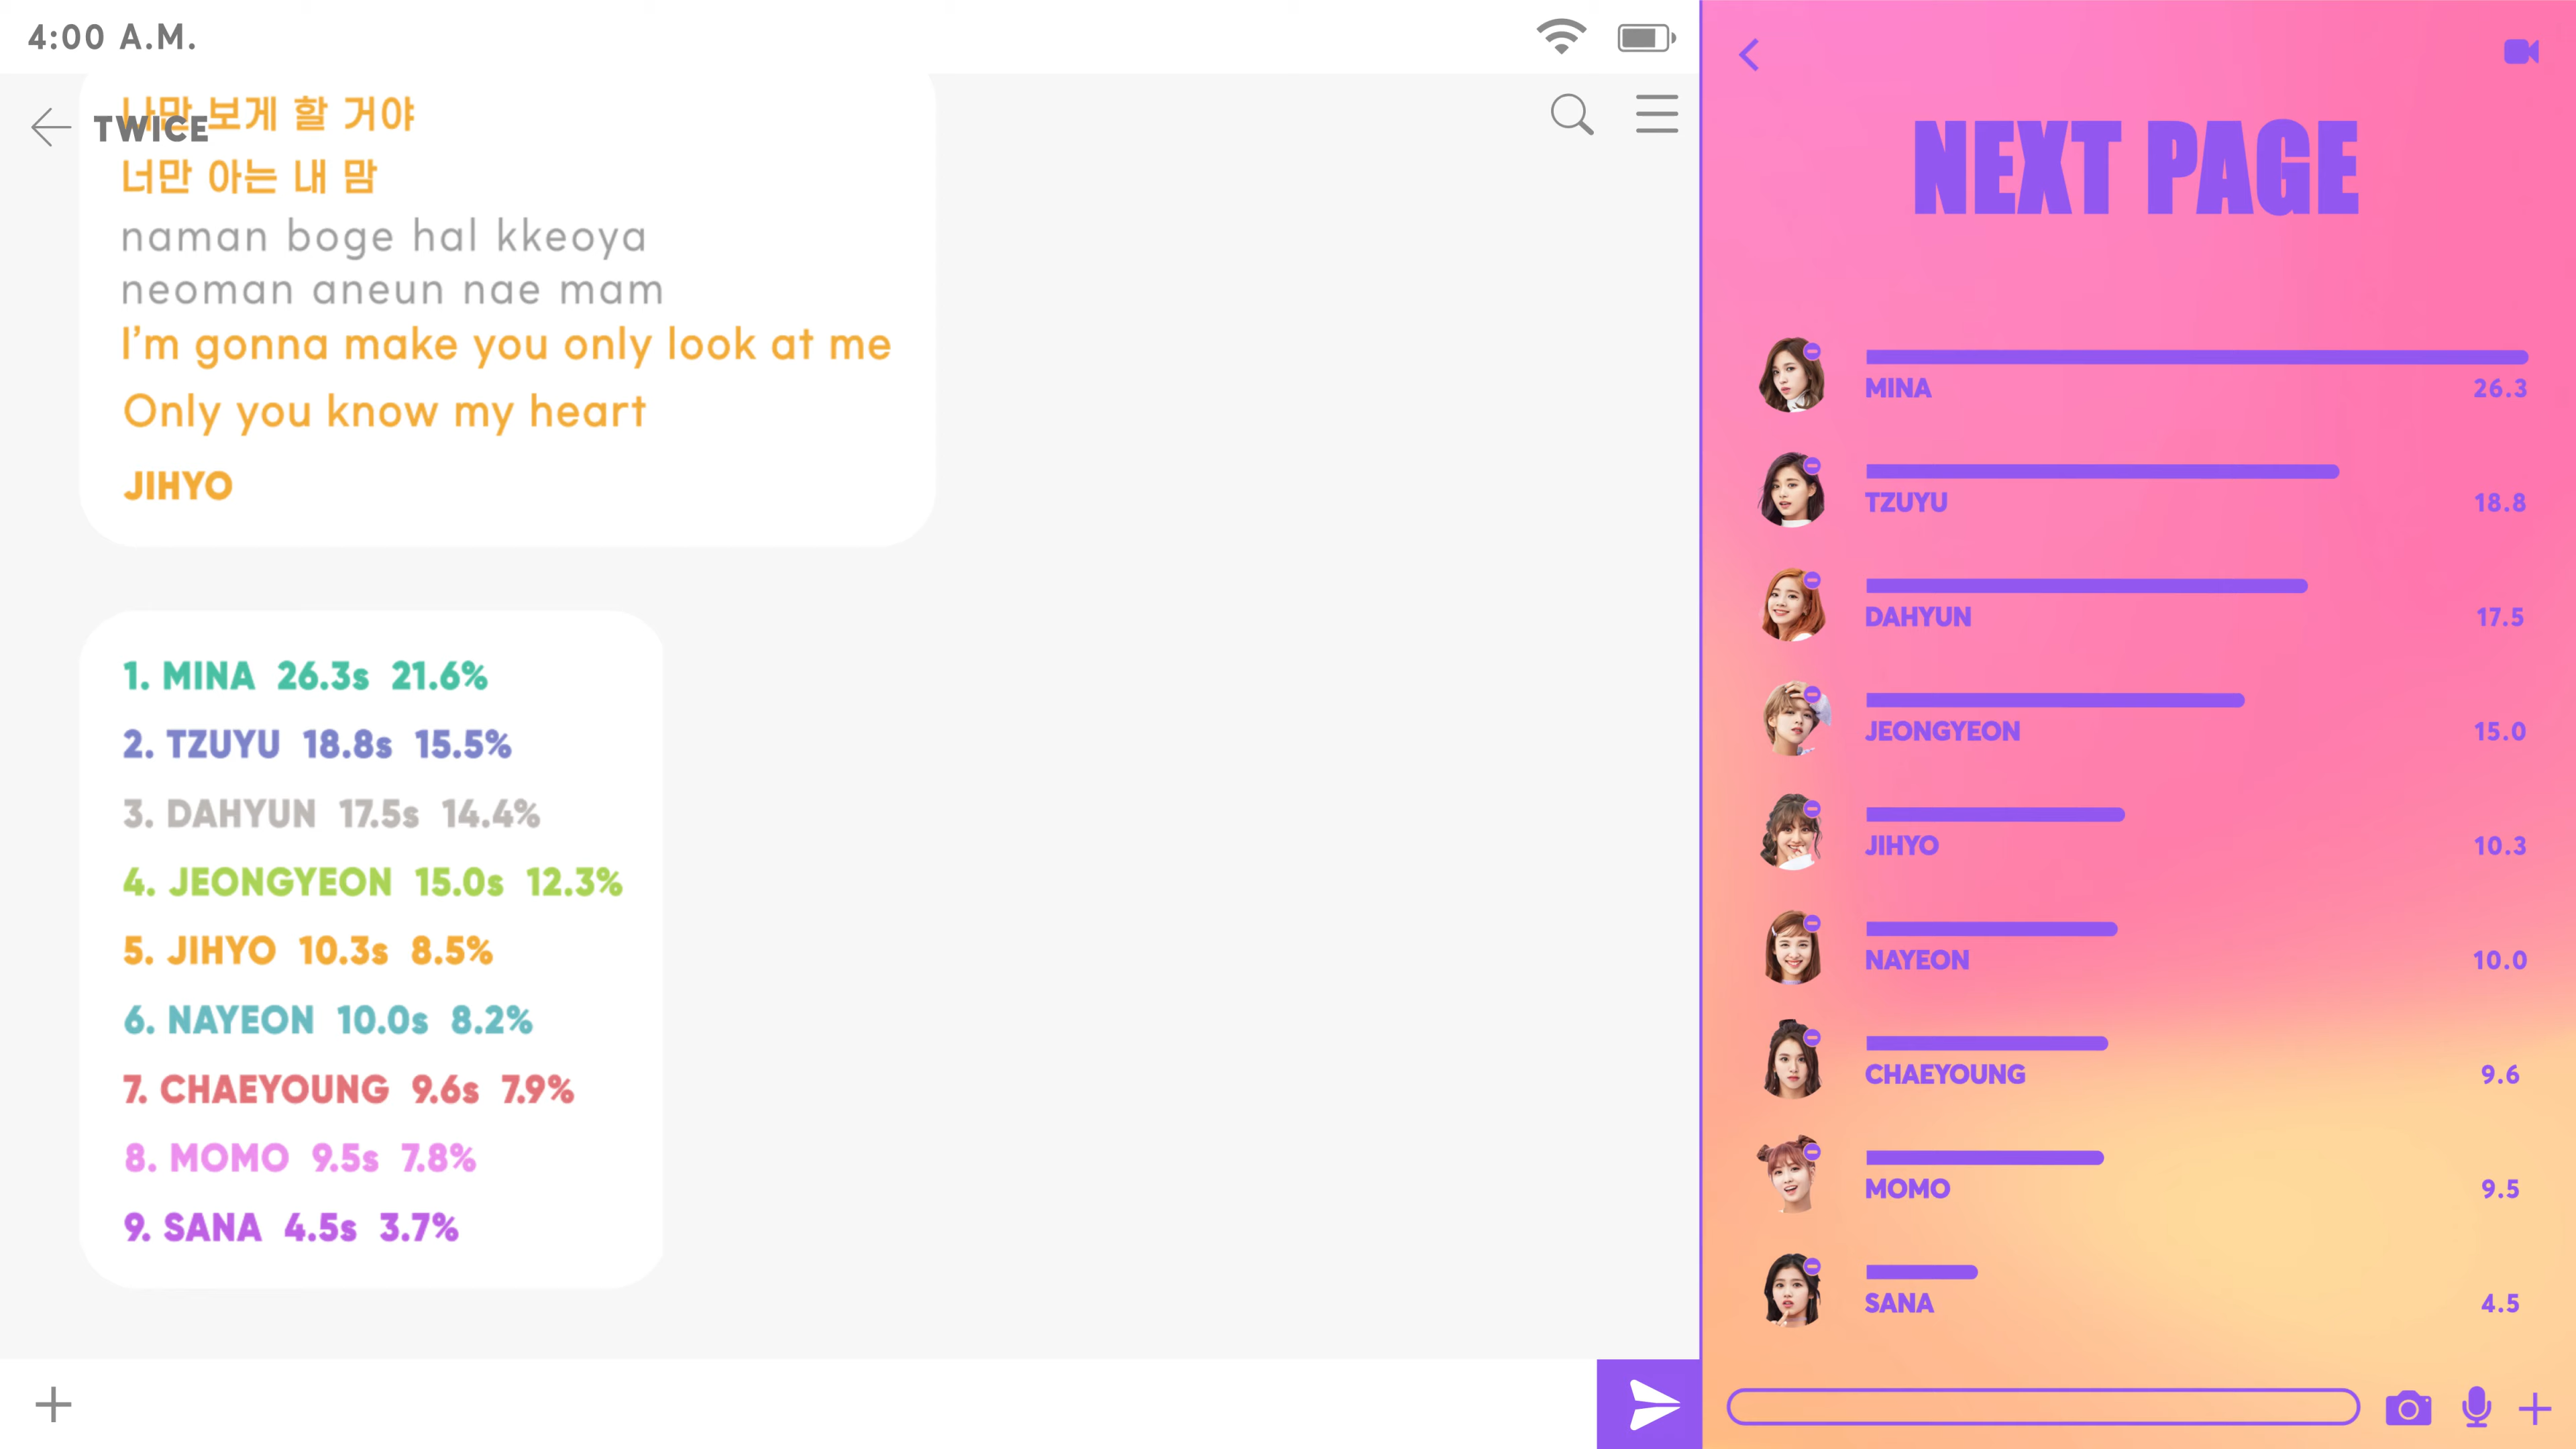 4:00 A.M.
TWICE
나만 보게 할 거야
너만 아는 내 맘
naman boge hal kkeoya
neoman aneun nae mam
I'm gonna make you only look at me
Only you know my heart
JIHYO
1. MINA 26.3s 21.6%
2. TZUYU 18.8s 15.5%
3. DAHYUN 17.5s 14.4%
4. JEONGYEON 15.0s 12.3%
5. JIHYO 10.3s 8.5%
6. NAYEON 10.0s 8.2%
7. CHAEYOUNG 9.6s 7.9%
8. MOMO 9.5s 7.8%
9. SANA 4.5s 3.7%
NEXT PAGE
MINA 26.3
TZUYU 18.8
DAHYUN 17.5
JEONGYEON 15.0
JIHYO 10.3
NAYEON 10.0
CHAEYOUNG 9.6
MOMO 9.5
SANA 4.5